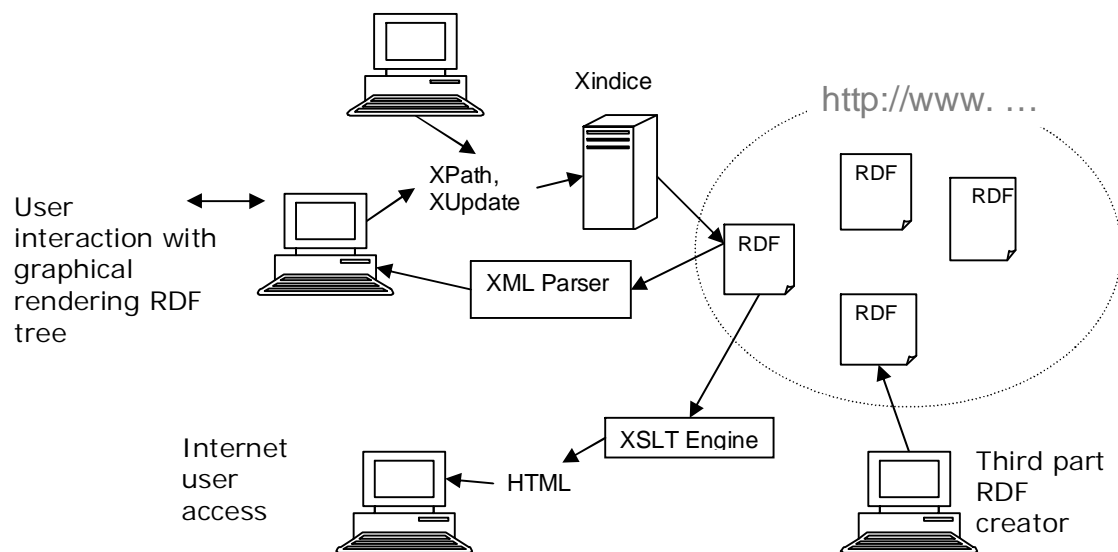 Xindice
http://www. ...
XPath,
XUpdate
RDF
RDF
RDF
RDF
User
interaction with
graphical
rendering RDF
tree
XML Parser
XSLT Engine
Internet
user
access
HTML
Third part
RDF
creator